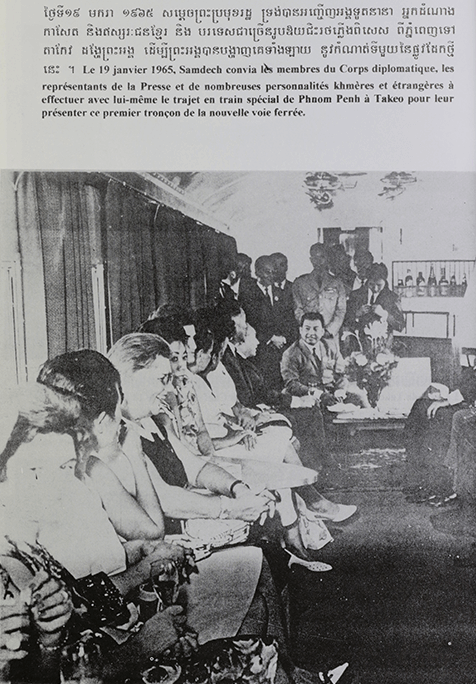 ថ្ងៃទី១៩ មករា ១៩៦៥ សម្តេចព្រះប្រមុខរដ្ឋ ទ្រង់បានអញ្ជើញអង្គទូតនានា អ្នកដំណាង
កាសែត និងឥស្សរៈជនខ្មែរ និង បរទេសជាច្រើនរូបឱយជិះរថភ្លើងពិសេស ពីភ្នំពេញទៅ
តាកែវ ដង្ហែព្រះអង្គ ដើម្បីព្រះអង្គបានបង្ហាញគេទាំងឡាយ នូវកំណាត់ទីមួយនៃផ្លូវដែកថ្មី
នេះ ។ Le 19 janvier 1965, Samdech convia les membres du Corps diplomatique, les
représentants de la Presse et de nombreuses personnalités khmères et étrangères à
effectuer avec lui-même le trajet en train spécial de Phnom Penh à Takeo pour leur
présenter ce premier tronçon de la nouvelle voie ferrée.